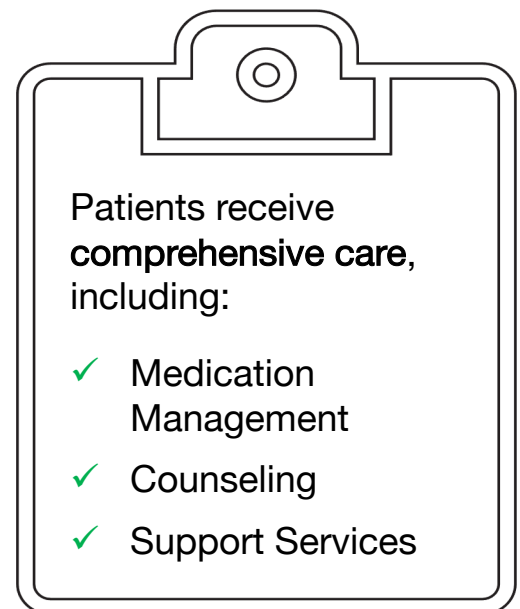 Patients receive
comprehensive care,
including:
✓ Medication
Management
✓ Counseling
✓ Support Services